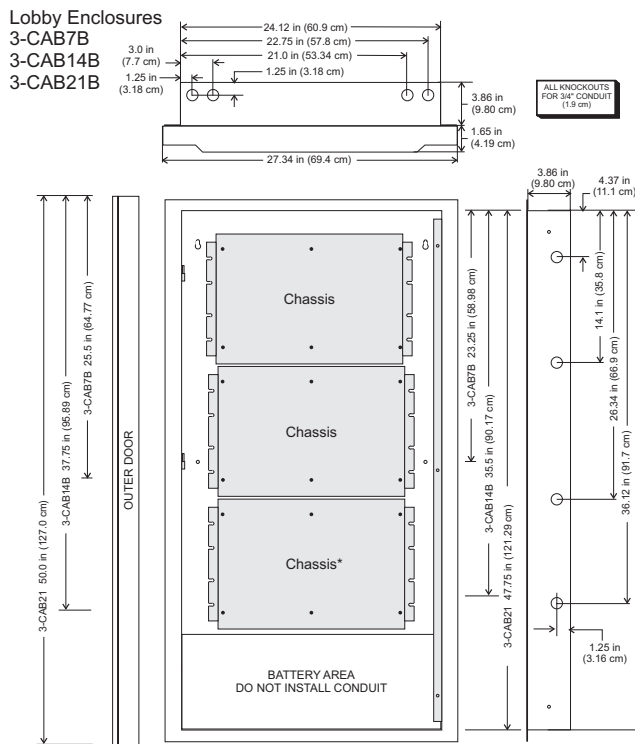 Lobby Enclosures
3-CAB7B
3-CAB14B
3-CAB21B
24.12 in (60.9 cm)
22.75 in (57.8 cm)
21.0 in (53.34 cm)
3.0 in
(7.7 cm)
1.25 in
(3.18 cm)
1.25 in (3.18 cm)
3.86 in
(9.80 cm)
1.65 in
(4.19 cm)
27.34 in (69.4 cm)
ALL KNOCKOUTS
FOR 3/4" CONDUIT
(1.9 cm)
3-CAB21 50.0 in (127.0 cm)
3-CAB14B 37.75 in (95.89 cm)
3-CAB7B 25.5 in (64.77 cm)
OUTER DOOR
Chassis
Chassis
Chassis*
BATTERY AREA
DO NOT INSTALL CONDUIT
3-CAB7B 23.25 in (58.98 cm)
3-CAB14B 35.5 in (90.17 cm)
3-CAB21 47.75 in (121.29 cm)
3.86 in
(9.80 cm)
4.37 in
(11.1 cm)
14.1 in (35.8 cm)
26.34 in (66.9 cm)
36.12 in (91.7 cm)
1.25 in
(3.16 cm)